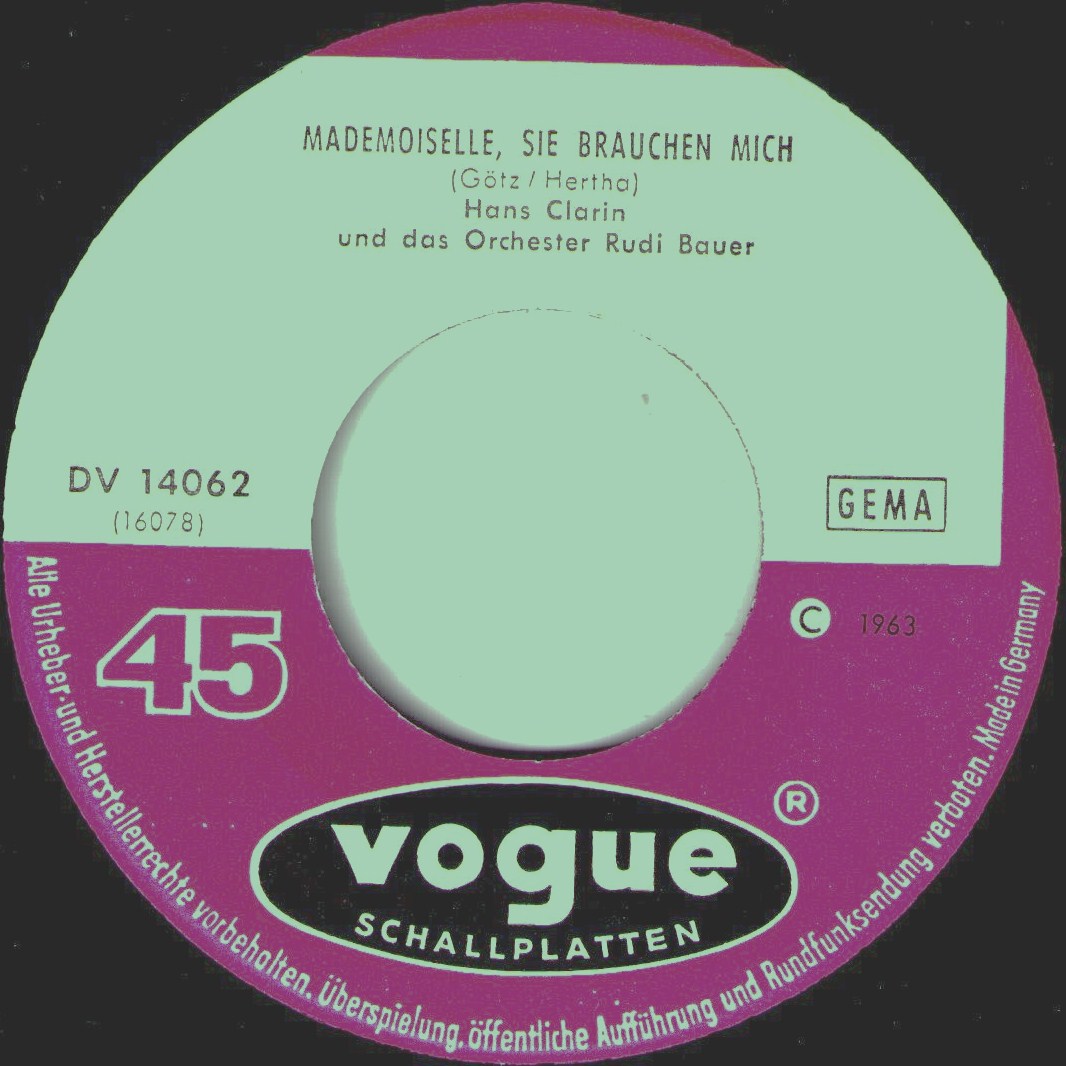 MADEMOISELLE, SIE BRAUCHEN MICH
(Götz / Hertha)
Hans Clarin
und das Orchester Rudi Bauer
DV 14062
(16078)
GEMA
45
C 1963
R
vogue
SCHALLPLATTEN
Alle Urheber-und Herstellerrechte vorbehalten. Überspielung, öffentliche Aufführung und Rundfunksendung verboten. Made in Germany